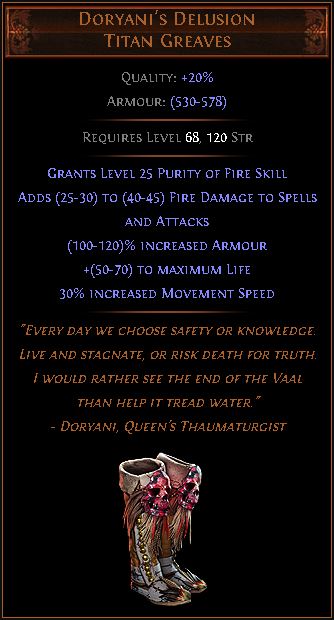 Doryani's Delusion
Titan Greaves
Quality: +20%
Armour: (530-578)
Requires Level 68, 120 Str
Grants Level 25 Purity of Fire Skill
Adds (25-30) to (40-45) Fire Damage to Spells
and Attacks
(100-120)% increased Armour
+(50-70) to maximum Life
30% increased Movement Speed
"Every day we choose safety or knowledge.
Live and stagnate, or risk death for truth.
I would rather see the end of the Vaal
than help it tread water."
- Doryani, Queen's Thaumaturgist